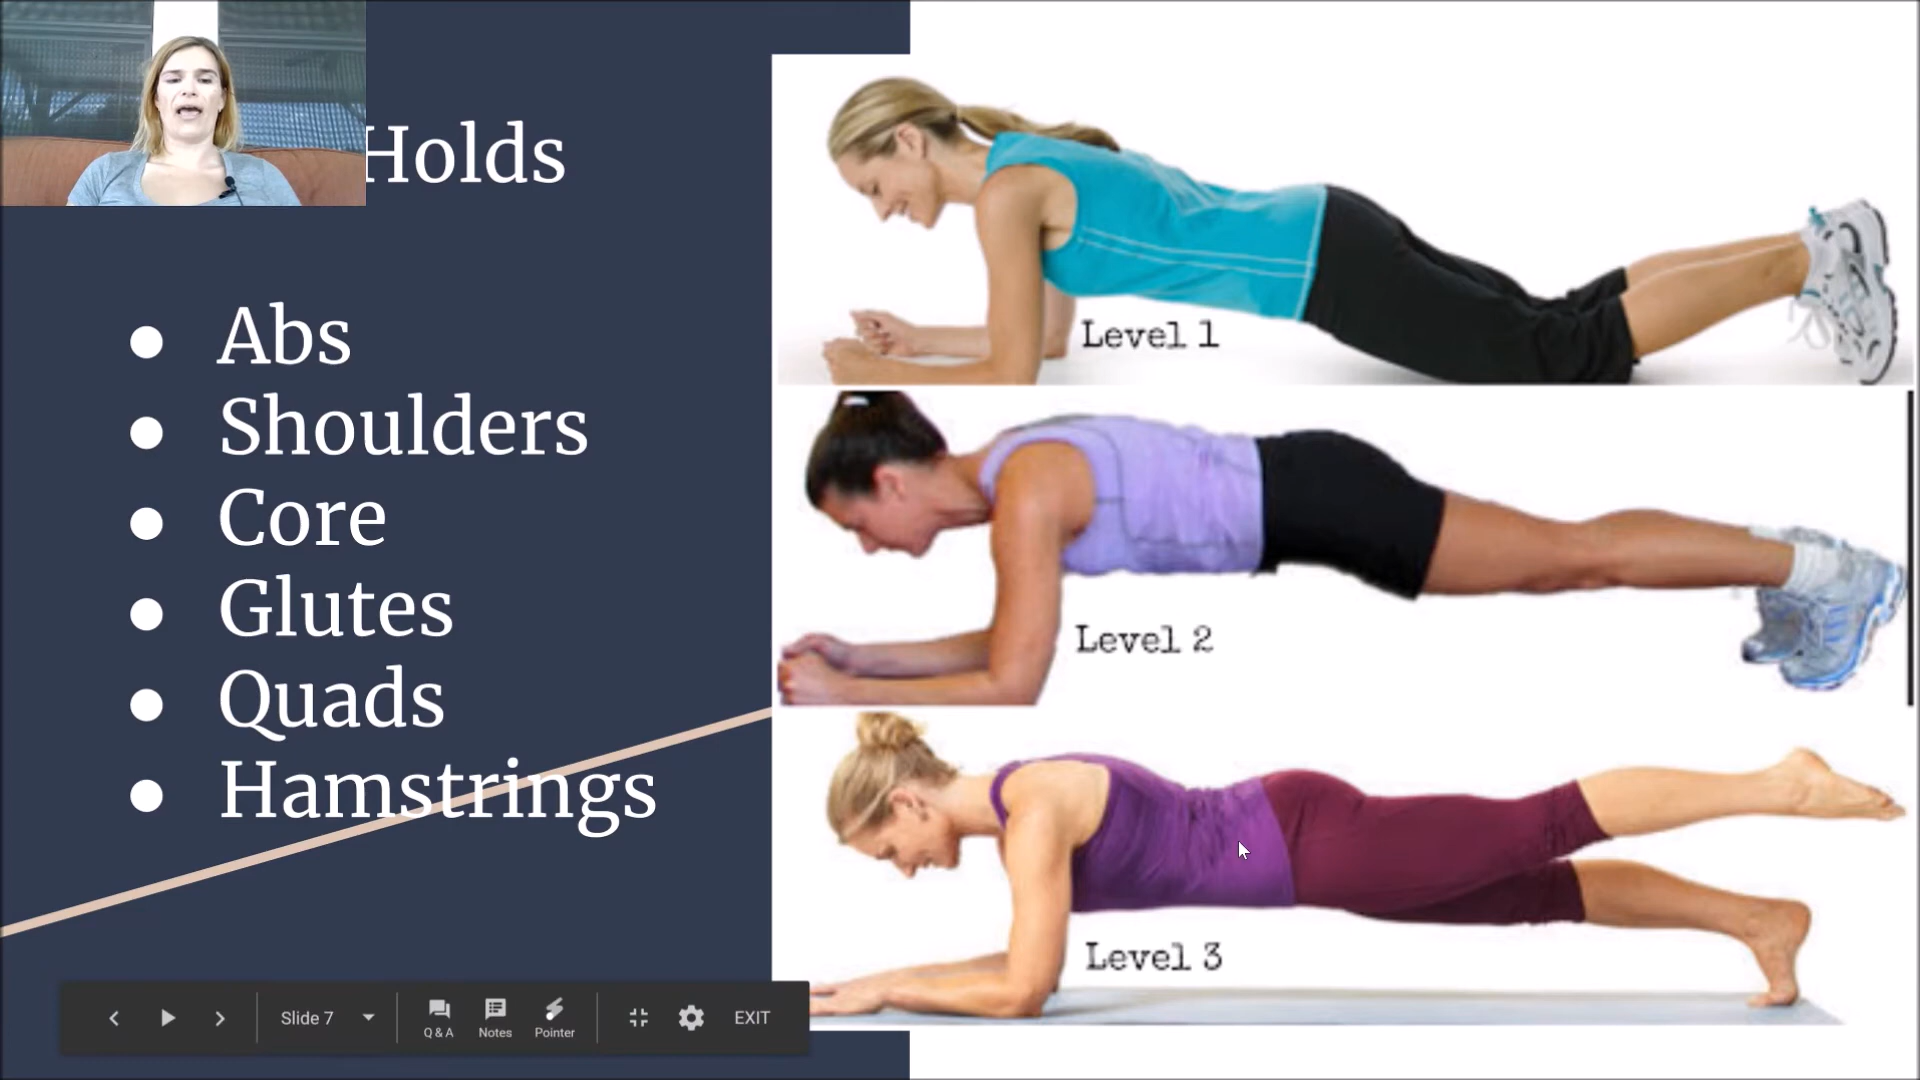 Holds
Abs
Shoulders
Core
Glutes
Quads
Hamstrings
Level 1
Level 2
Level 3
Slide 7
Q & A
Notes
Pointer
EXIT